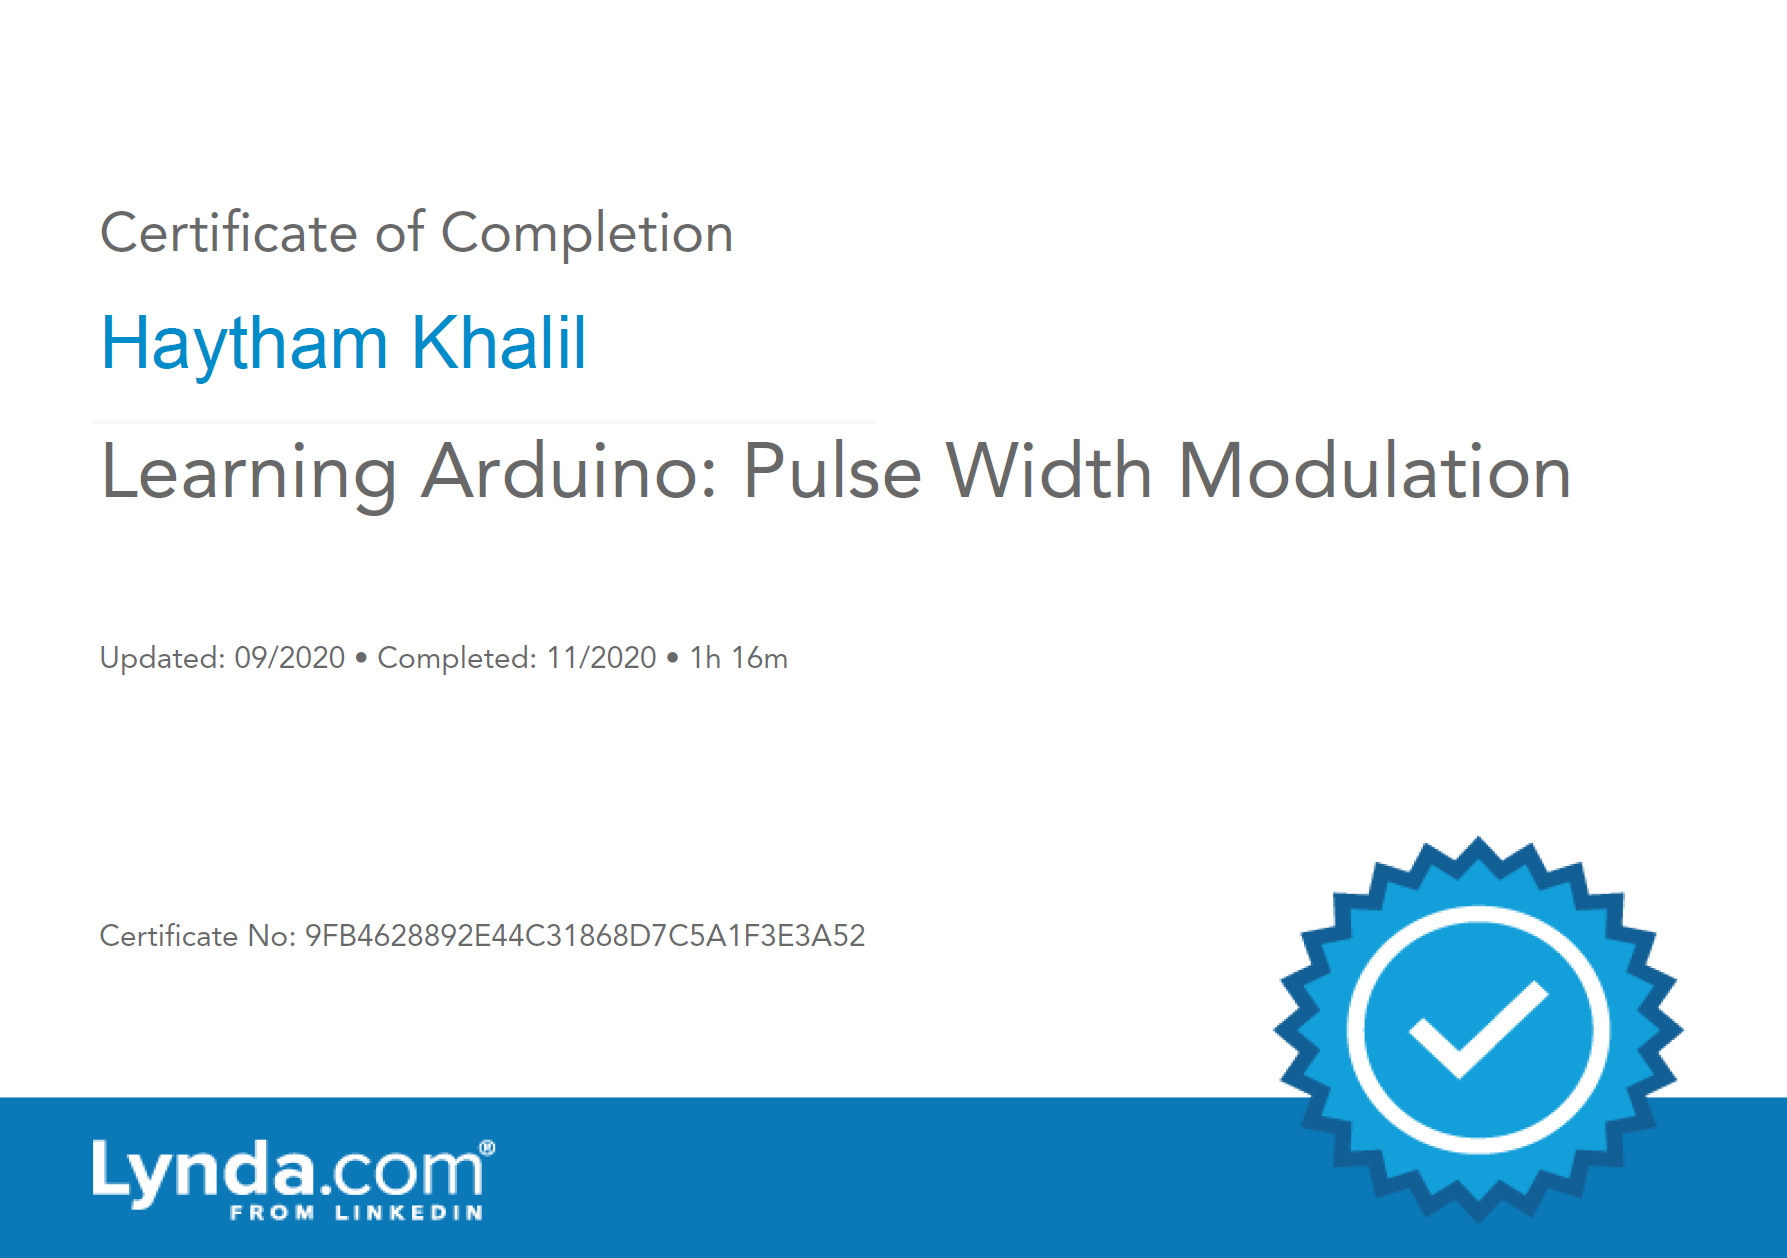 Certificate of Completion
Haytham Khalil
Learning Arduino: Pulse Width Modulation
Updated: 09/2020 • Completed: 11/2020 • 1h 16m
Certificate No: 9FB4628892E44C31868D7C5A1F3E3A52
Lynda.com®
FROM LINKEDIN